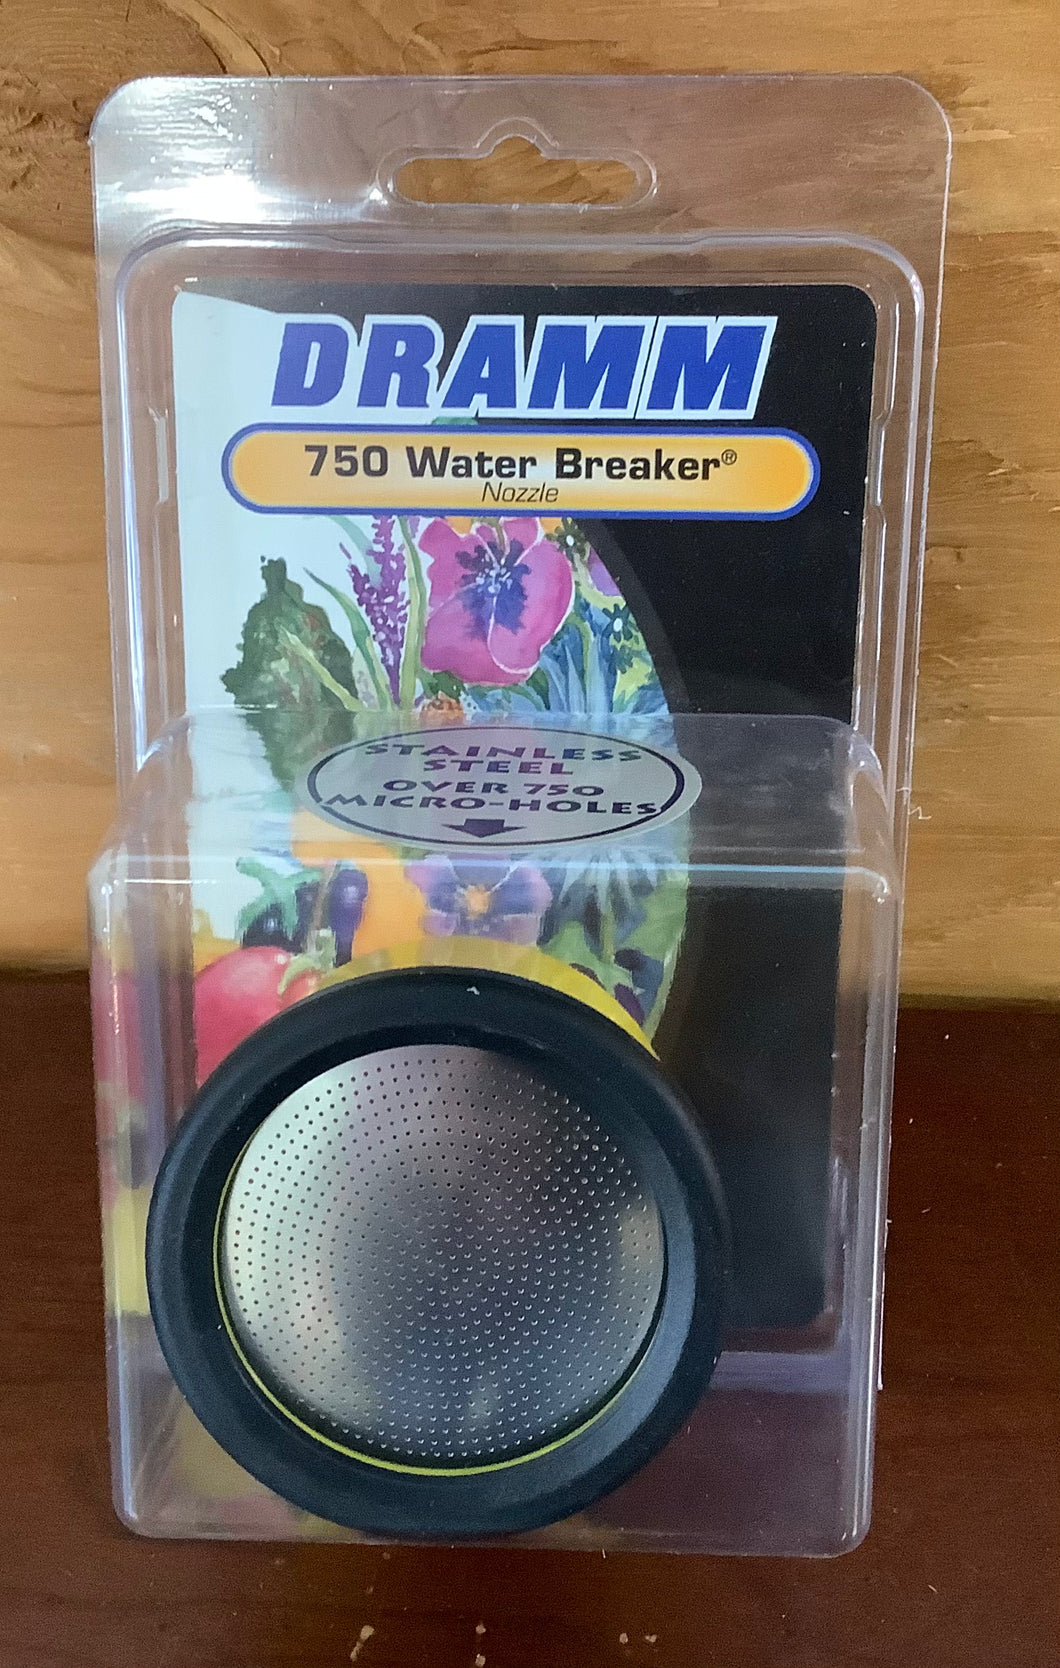 DRAMM
750 Water Breaker®
Nozzle
STAINLESS
STEEL
OVER 750
MICRO-HOLES